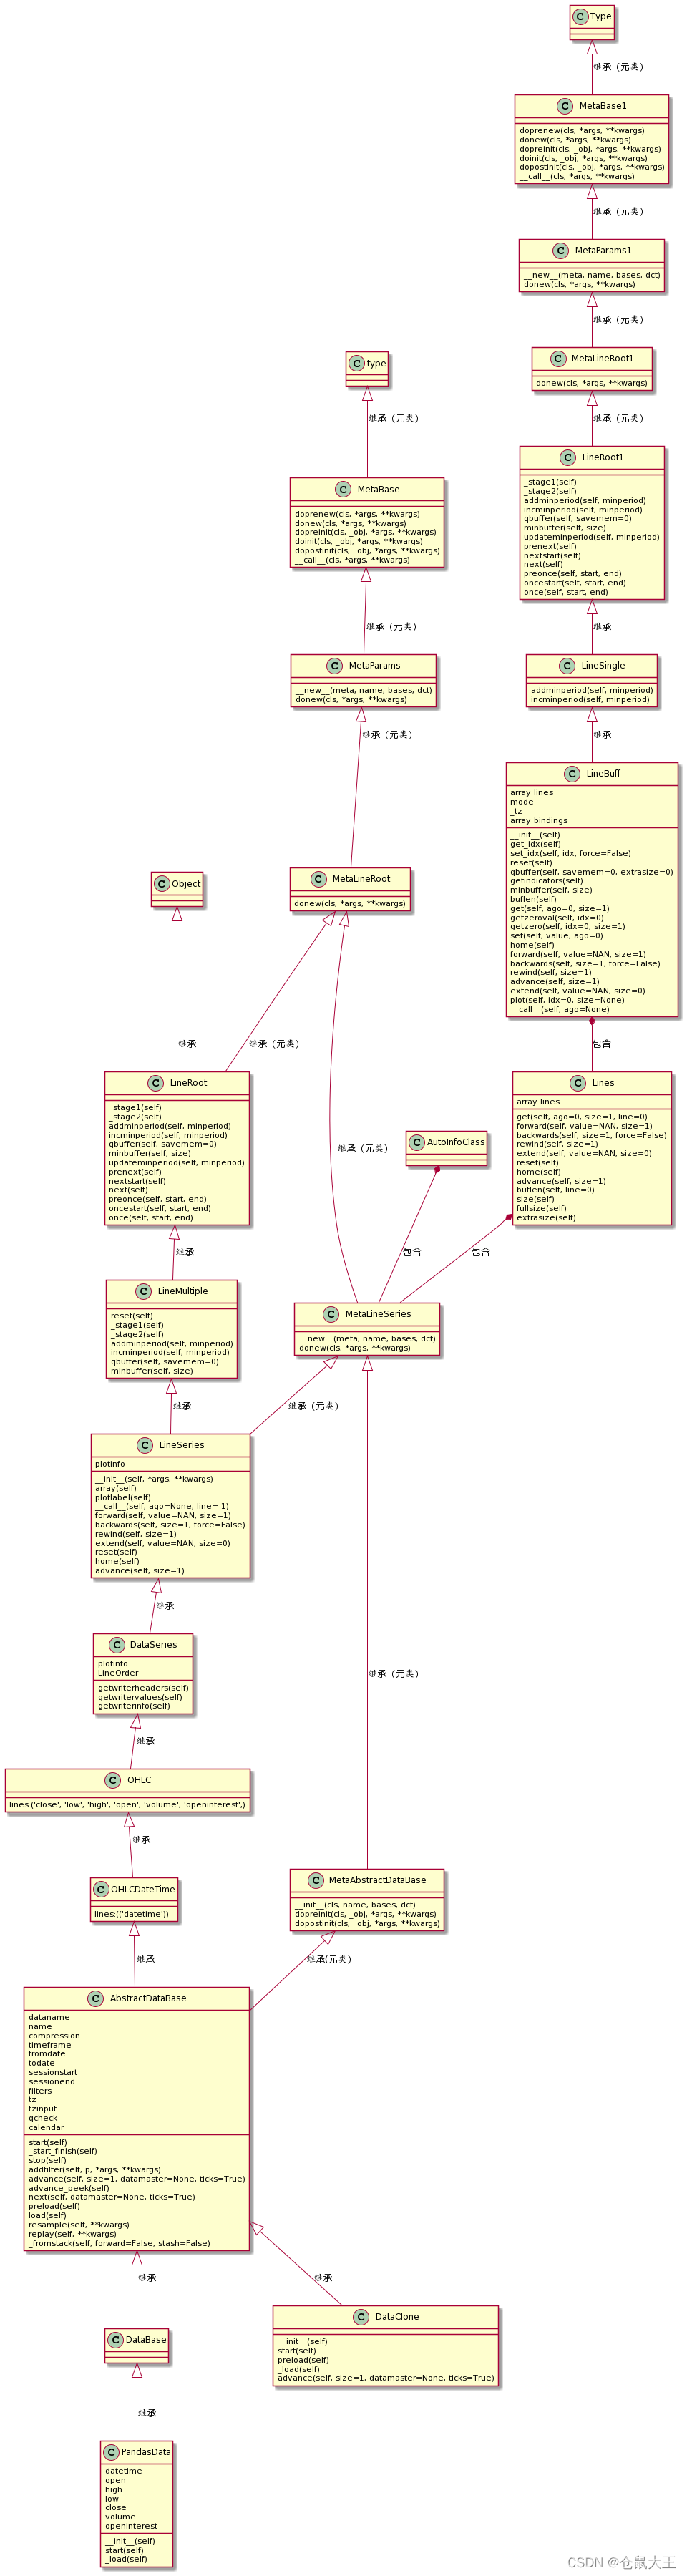 C Type
继承 (元类)
C MetaBase1
doprenew(cls, *args, **kwargs)
donew(cls, *args, **kwargs)
dopreinit(cls, _obj, *args, **kwargs)
doinit(cls, _obj, *args, **kwargs)
dopostinit(cls, _obj, *args, **kwargs)
__call__(cls, *args, **kwargs)
继承 (元类)
C MetaParams1
__new__(meta, name, bases, dct)
donew(cls, *args, **kwargs)
继承 (元类)
C MetaLineRoot1
donew(cls, *args, **kwargs)
继承 (元类)
C LineRoot1
_stage1(self)
_stage2(self)
addminperiod(self, minperiod)
incminperiod(self, minperiod)
qbuffer(self, savemem=0)
minbuffer(self, size)
updateminperiod(self, minperiod)
prenext(self)
nextstart(self)
next(self)
preonce(self, start, end)
oncestart(self, start, end)
once(self, start, end)
继承
C LineSingle
addminperiod(self, minperiod)
incminperiod(self, minperiod)
继承
C LineBuff
array lines
mode
_tz
array bindings
__init__(self)
get_idx(self)
set_idx(self, idx, force=False)
reset(self)
qbuffer(self, savemem=0, extrasize=0)
getindicators(self)
minbuffer(self, size)
buflen(self)
get(self, ago=0, size=1)
getzeroval(self, idx=0)
getzero(self, idx=0, size=1)
set(self, value, ago=0)
home(self)
forward(self, value=NAN, size=1)
backwards(self, size=1, force=False)
rewind(self, size=1)
advance(self, size=1)
extend(self, value=NAN, size=0)
plot(self, idx=0, size=None)
__call__(self, ago=None)
包含
C Lines
array lines
get(self, ago=0, size=1, line=0)
forward(self, value=NAN, size=1)
backwards(self, size=1, force=False)
rewind(self, size=1)
extend(self, value=NAN, size=0)
reset(self)
home(self)
advance(self, size=1)
buflen(self, line=0)
size(self)
fullsize(self)
extrasize(self)
包含
C type
继承 (元类)
C MetaBase
doprenew(cls, *args, **kwargs)
donew(cls, *args, **kwargs)
dopreinit(cls, _obj, *args, **kwargs)
doinit(cls, _obj, *args, **kwargs)
dopostinit(cls, _obj, *args, **kwargs)
__call__(cls, *args, **kwargs)
继承 (元类)
C MetaParams
__new__(meta, name, bases, dct)
donew(cls, *args, **kwargs)
继承 (元类)
C MetaLineRoot
donew(cls, *args, **kwargs)
C Object
继承
继承 (元类)
继承 (元类)
C AutoInfoClass
包含
C LineRoot
_stage1(self)
_stage2(self)
addminperiod(self, minperiod)
incminperiod(self, minperiod)
qbuffer(self, savemem=0)
minbuffer(self, size)
updateminperiod(self, minperiod)
prenext(self)
nextstart(self)
next(self)
preonce(self, start, end)
oncestart(self, start, end)
once(self, start, end)
继承
C LineMultiple
reset(self)
_stage1(self)
_stage2(self)
addminperiod(self, minperiod)
incminperiod(self, minperiod)
qbuffer(self, savemem=0)
minbuffer(self, size)
C MetaLineSeries
__new__(meta, name, bases, dct)
donew(cls, *args, **kwargs)
继承
继承 (元类)
C LineSeries
plotinfo
__init__(self, *args, **kwargs)
array(self)
plotlabel(self)
__call__(self, ago=None, line=-1)
forward(self, value=NAN, size=1)
backwards(self, size=1, force=False)
rewind(self, size=1)
extend(self, value=NAN, size=0)
reset(self)
home(self)
advance(self, size=1)
继承
C DataSeries
plotinfo
LineOrder
getwriterheaders(self)
getwritervalues(self)
getwriterinfo(self)
继承 (元类)
继承
C OHLC
lines:('close', 'low', 'high', 'open', 'volume', 'openinterest',)
继承
C OHLCDateTime
lines:(('datetime'))
C MetaAbstractDataBase
__init__(cls, name, bases, dct)
dopreinit(cls, _obj, *args, **kwargs)
dopostinit(cls, _obj, *args, **kwargs)
继承
继承(元类)
C AbstractDataBase
dataname
name
compression
timeframe
fromdate
todate
sessionstart
sessionend
filters
tz
tzinput
qcheck
calendar
start(self)
_start_finish(self)
stop(self)
addfilter(self, p, *args, **kwargs)
advance(self, size=1, datamaster=None, ticks=True)
advance_peek(self)
next(self, datamaster=None, ticks=True)
preload(self)
load(self)
resample(self, **kwargs)
replay(self, **kwargs)
_fromstack(self, forward=False, stash=False)
继承
继承
C DataBase
C DataClone
__init__(self)
start(self)
preload(self)
_load(self)
advance(self, size=1, datamaster=None, ticks=True)
继承
C PandasData
datetime
open
high
low
close
volume
openinterest
__init__(self)
start(self)
_load(self)
CSDN @仓鼠大王